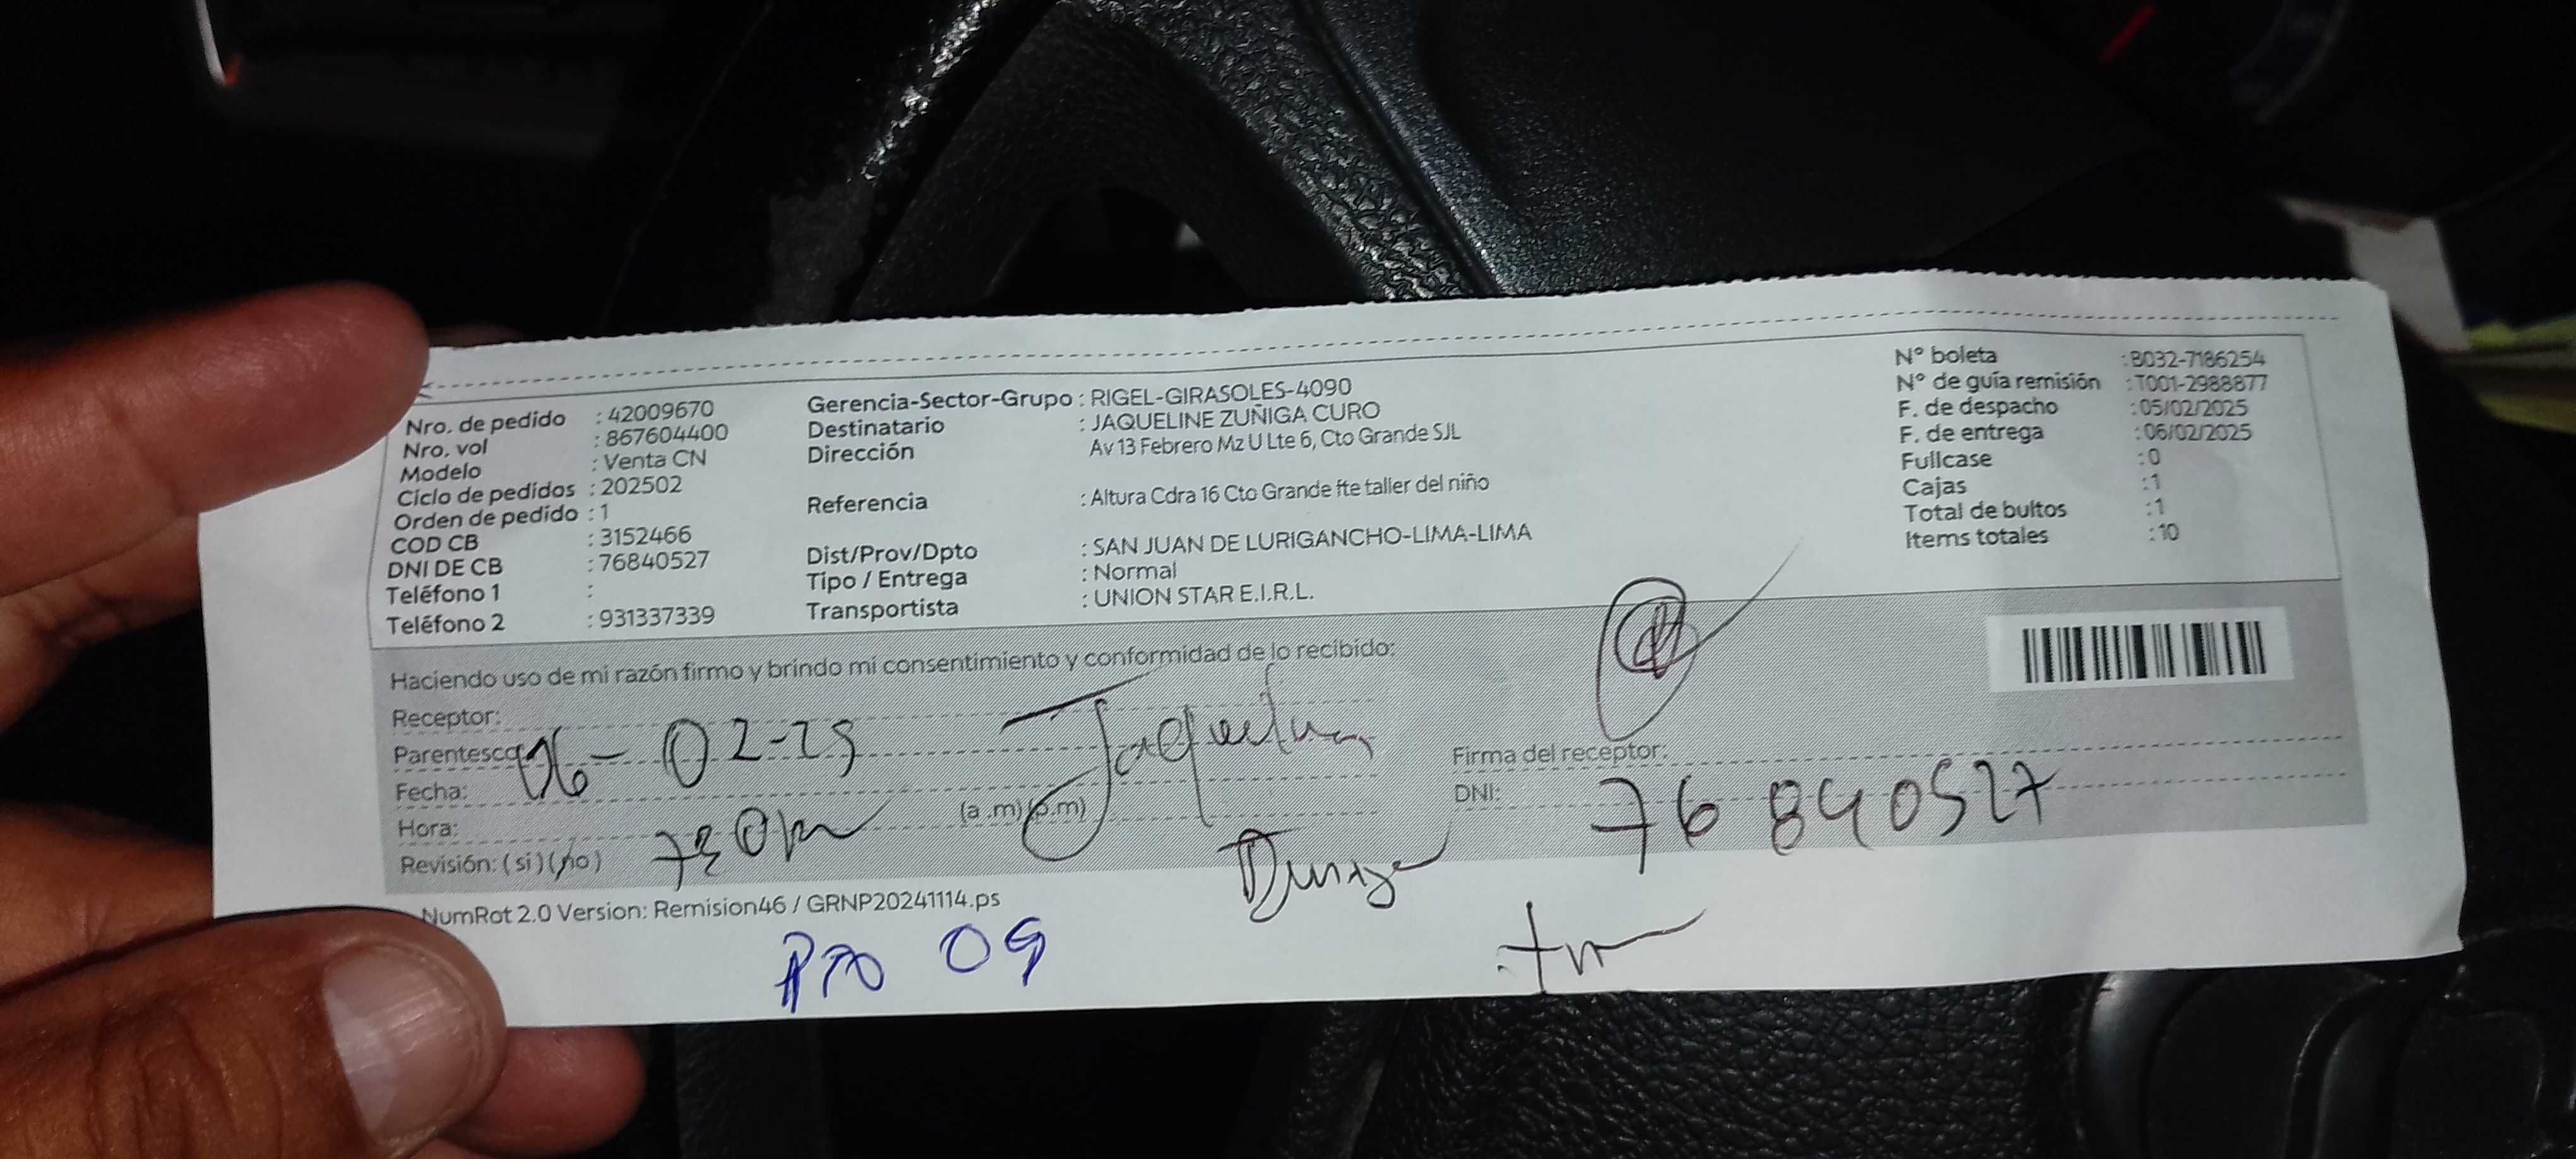 Nro. de pedido : 42009670
Nro. vol : 867604400
Modelo : Venta CN
Ciclo de pedidos : 202502
Orden de pedido : 1
COD CB : 3152466
DNI DE CB : 76840527
Teléfono 1 :
Teléfono 2 : 931337339
Gerencia-Sector-Grupo : RIGEL-GIRASOLES-4090
Destinatario : JAQUELINE ZUÑIGA CURO
Dirección Av 13 Febrero Mz U Lte 6, Cto Grande SJL
Referencia : Altura Cdra 16 Cto Grande fte taller del niño
Dist/Prov/Dpto : SAN JUAN DE LURIGANCHO-LIMA-LIMA
Tipo / Entrega : Normal
Transportista : UNION STAR E.I.R.L.
N° boleta : B032-7186254
N° de guía remisión : T001-2988877
F. de despacho : 05/02/2025
F. de entrega : 06/02/2025
Fullcase : 0
Cajas : 1
Total de bultos : 1
Items totales : 10
Haciendo uso de mi razón firmo y brindo mi consentimiento y conformidad de lo recibido:
Receptor:
Parentesco:
Fecha: 06-02-25
Hora: (a.m)(p.m)
Revisión: (si)(no)
Firma del receptor:
DNI: 76840527
NumRot 2.0 Version: Remision46 / GRNP20241114.ps
09